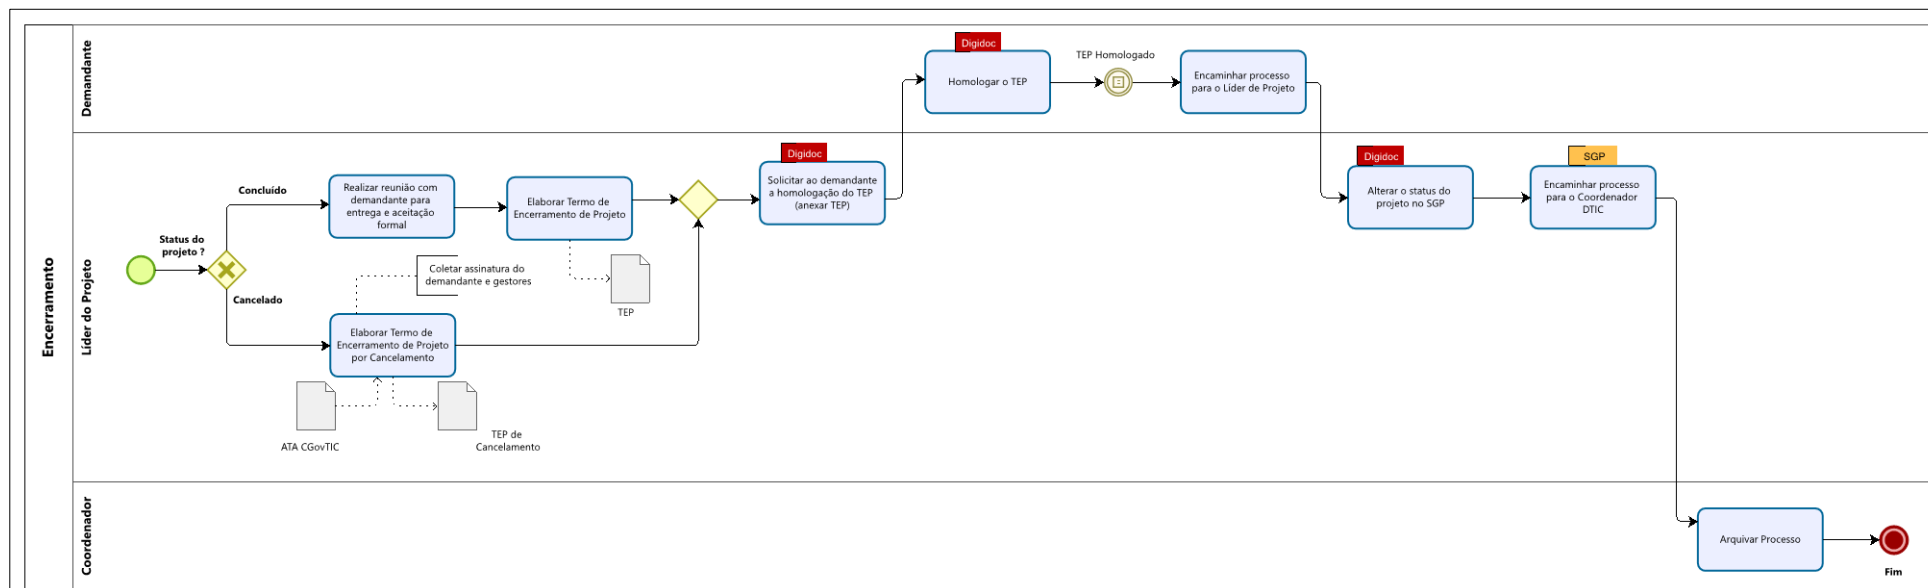 Encerramento
Demandante
Digidoc
Homologar o TEP
TEP Homologado
Encaminhar processo
para o Líder de Projeto
Líder do Projeto
Status do
projeto ?
Concluído
Cancelado
Realizar reunião com
demandante para
entrega e aceitação
formal
Elaborar Termo de
Encerramento de Projeto
TEP
Coletar assinatura do
demandante e gestores
Elaborar Termo de
Encerramento de Projeto
por Cancelamento
ATA CGovTIC
TEP de
Cancelamento
Digidoc
Solicitar ao demandante
a homologação do TEP
(anexar TEP)
Digidoc
Alterar o status do
projeto no SGP
SGP
Encaminhar processo
para o Coordenador
DTIC
Coordenador
Arquivar Processo
Fim